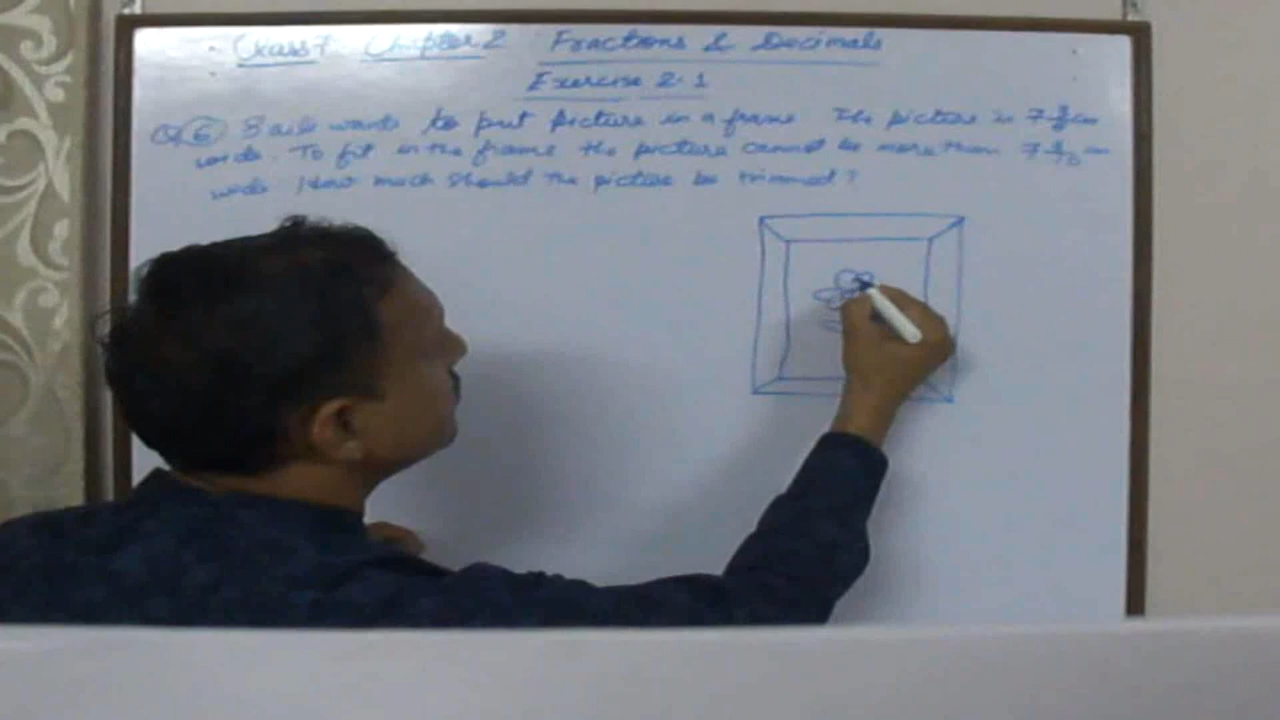 Class 7 Chapter 2 Fractions & Decimals
Exercise 2.1
Q 6 Salil wants to put picture in a frame The picture is 7 3/5 cm
wide. To fit in the frame the picture cannot be more than 7 3/10 cm
wide How much should the picture be trimmed ?